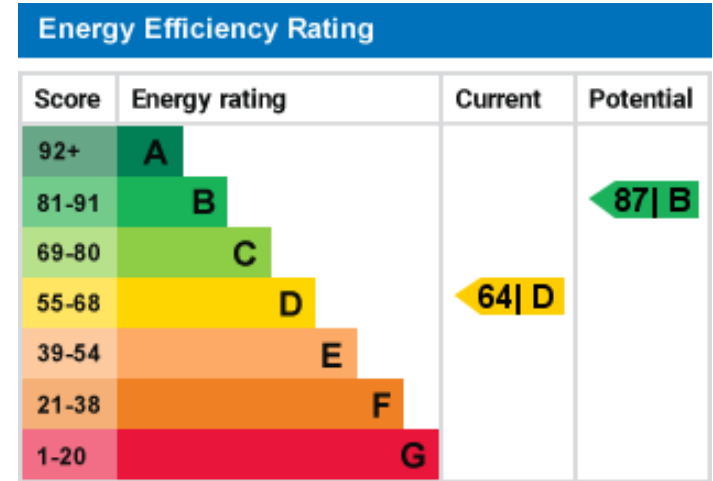 Energy Efficiency Rating
Score Energy rating Current Potential
92+ A
81-91 B 87| B
69-80 C
55-68 D 64| D
39-54 E
21-38 F
1-20 G